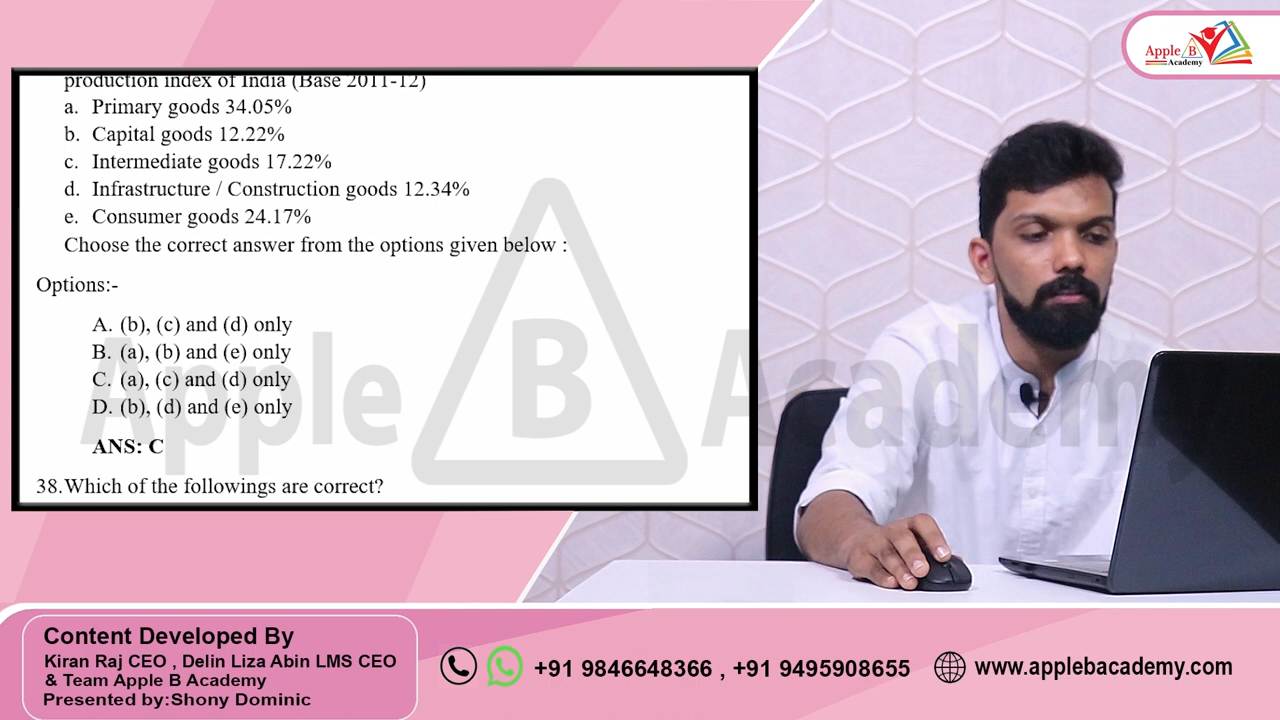 production index of India (Base 2011-12)
a. Primary goods 34.05%
b. Capital goods 12.22%
c. Intermediate goods 17.22%
d. Infrastructure / Construction goods 12.34%
e. Consumer goods 24.17%
Choose the correct answer from the options given below :
Options:-
A. (b), (c) and (d) only
B. (a), (b) and (e) only
C. (a), (c) and (d) only
D. (b), (d) and (e) only
ANS: C
38.Which of the followings are correct?
Apple B Academy
Apple B
Academy
Content Developed By
Kiran Raj CEO , Delin Liza Abin LMS CEO
& Team Apple B Academy
Presented by:Shony Dominic
+91 9846648366 , +91 9495908655
www.applebacademy.com